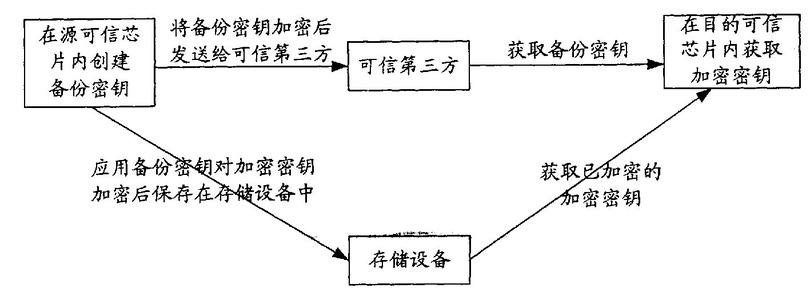 在源可信芯
片内创建
备份密钥
将备份密钥加密后
发送给可信第三方
可信第三方
获取备份密钥
在目的可信
芯片内获取
加密密钥
应用备份密钥对加密密钥
加密后保存在存储设备中
获取已加密的
加密密钥
存储设备